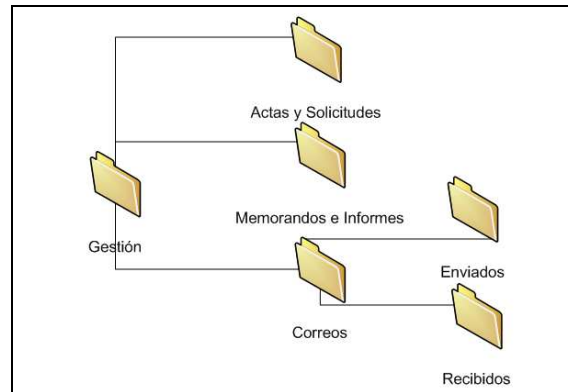 Actas y Solicitudes
Memorandos e Informes
Gestión
Enviados
Correos
Recibidos